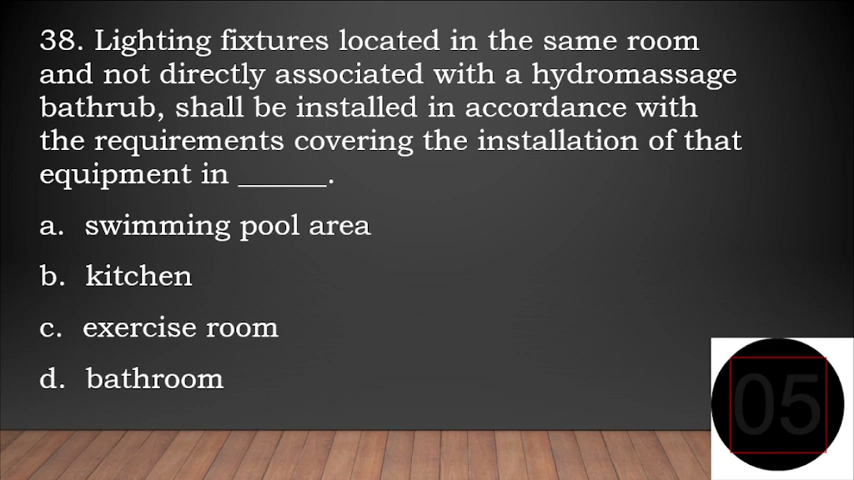 38. Lighting fixtures located in the same room
and not directly associated with a hydromassage
bathrub, shall be installed in accordance with
the requirements covering the installation of that
equipment in ______.
a. swimming pool area
b. kitchen
c. exercise room
d. bathroom
05